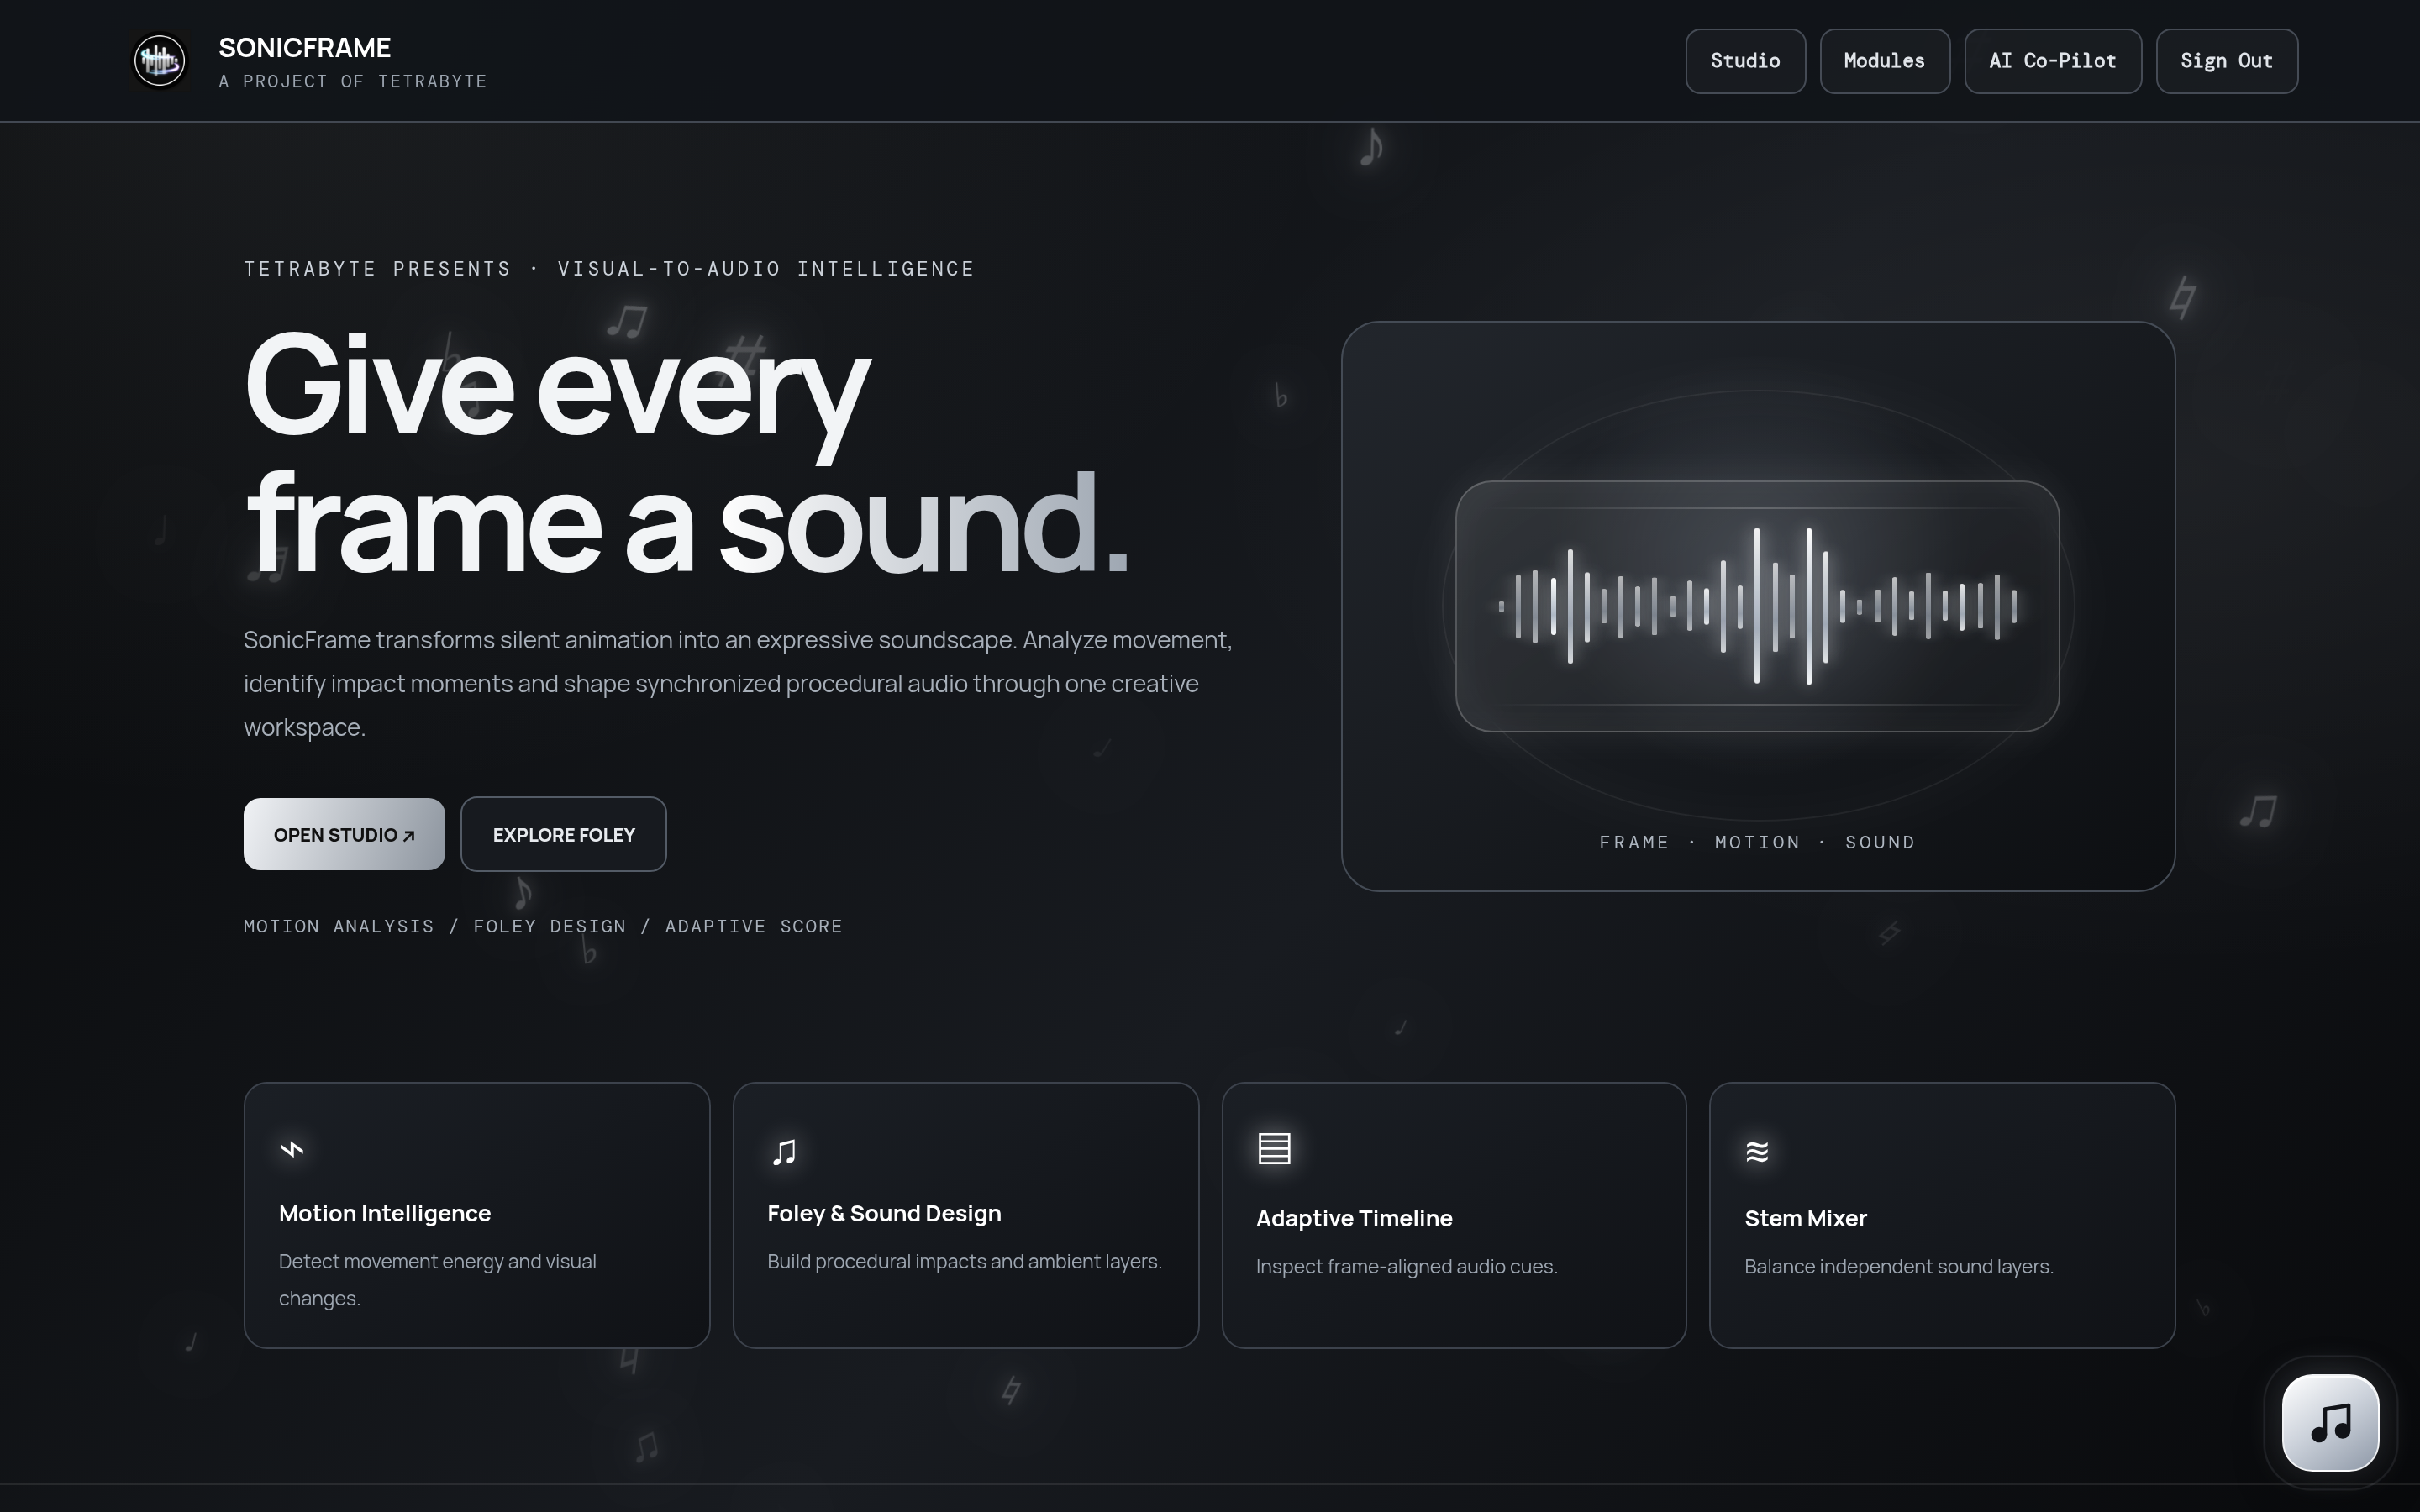 SONICFRAME
A PROJECT OF TETRABYTE
Studio
Modules
AI Co-Pilot
Sign Out
TETRABYTE PRESENTS · VISUAL-TO-AUDIO INTELLIGENCE
Give every
frame a sound.
SonicFrame transforms silent animation into an expressive soundscape. Analyze movement,
identify impact moments and shape synchronized procedural audio through one creative
workspace.
OPEN STUDIO ↗
EXPLORE FOLEY
MOTION ANALYSIS / FOLEY DESIGN / ADAPTIVE SCORE
FRAME · MOTION · SOUND
Motion Intelligence
Detect movement energy and visual
changes.
Foley & Sound Design
Build procedural impacts and ambient layers.
Adaptive Timeline
Inspect frame-aligned audio cues.
Stem Mixer
Balance independent sound layers.